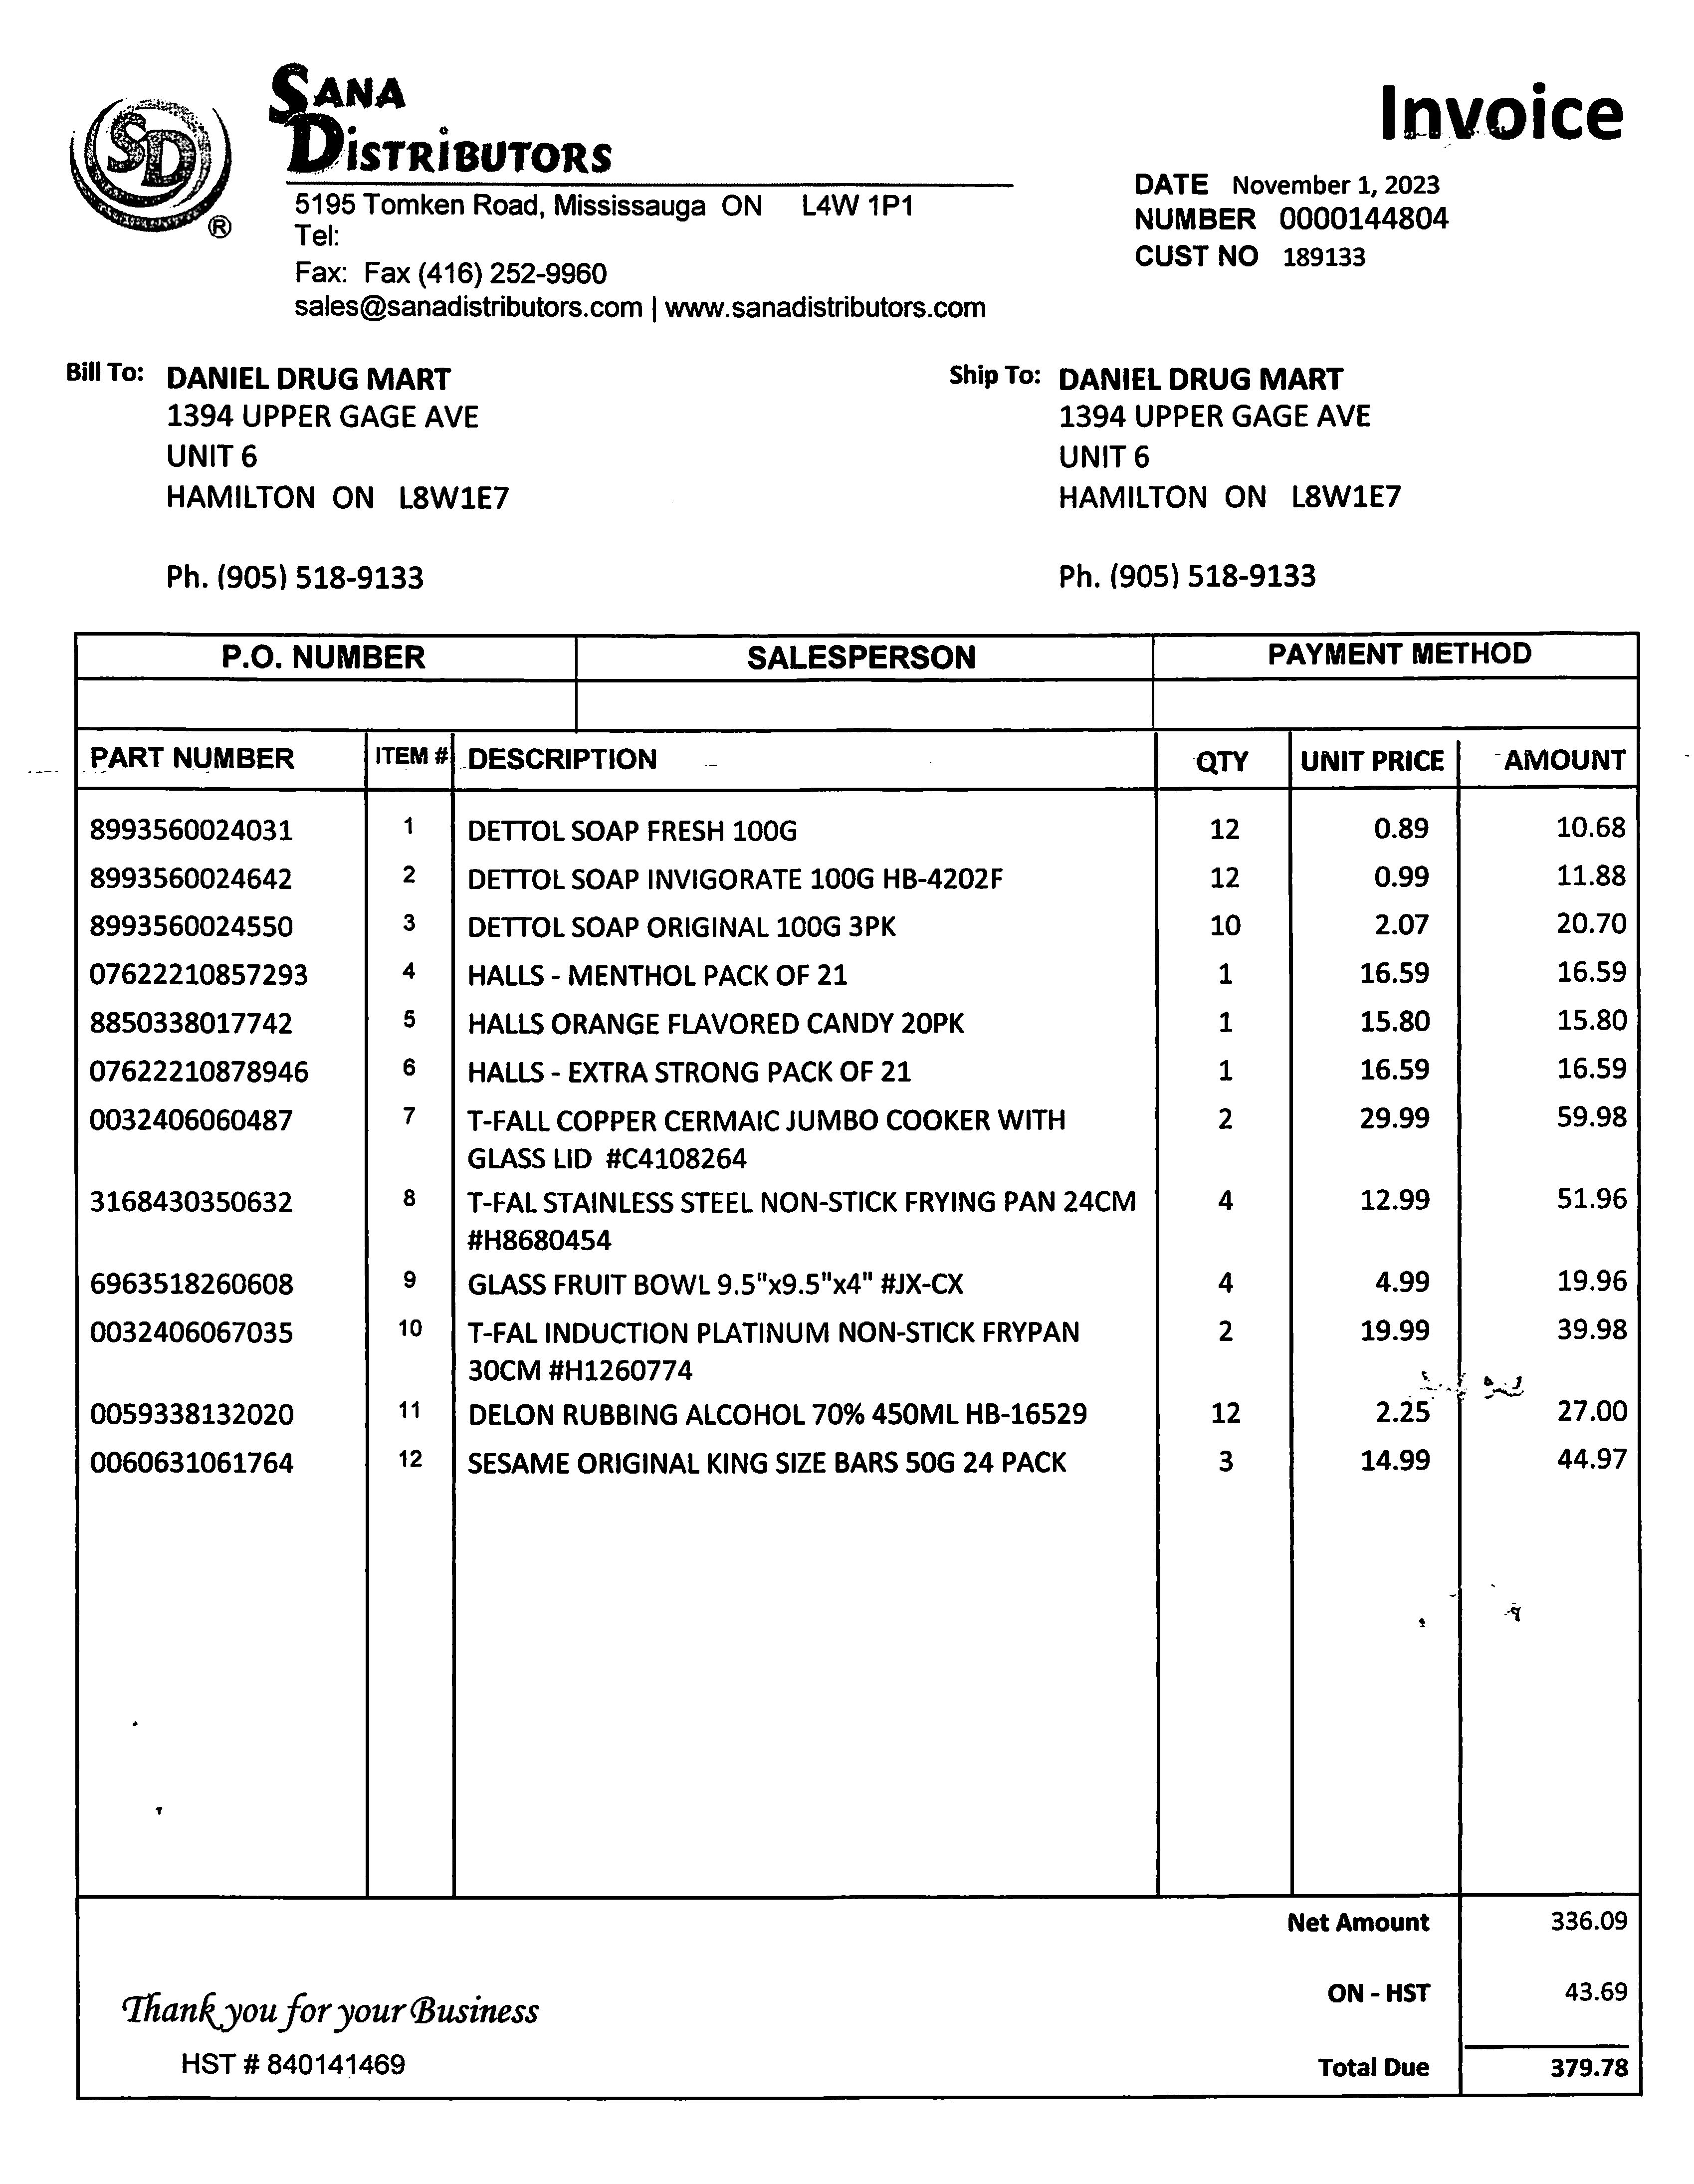 SD
®
SANA
DISTRIBUTORS
Invoice
5195 Tomken Road, Mississauga ON L4W 1P1
Tel:
Fax: Fax (416) 252-9960
sales@sanadistributors.com | www.sanadistributors.com
DATE November 1, 2023
NUMBER 0000144804
CUST NO 189133
Bill To: DANIEL DRUG MART
1394 UPPER GAGE AVE
UNIT 6
HAMILTON ON L8W1E7
Ph. (905) 518-9133
Ship To: DANIEL DRUG MART
1394 UPPER GAGE AVE
UNIT 6
HAMILTON ON L8W1E7
Ph. (905) 518-9133
P.O. NUMBER SALESPERSON PAYMENT METHOD
PART NUMBER ITEM # DESCRIPTION QTY UNIT PRICE AMOUNT
8993560024031 1 DETTOL SOAP FRESH 100G 12 0.89 10.68
8993560024642 2 DETTOL SOAP INVIGORATE 100G HB-4202F 12 0.99 11.88
8993560024550 3 DETTOL SOAP ORIGINAL 100G 3PK 10 2.07 20.70
07622210857293 4 HALLS - MENTHOL PACK OF 21 1 16.59 16.59
8850338017742 5 HALLS ORANGE FLAVORED CANDY 20PK 1 15.80 15.80
07622210878946 6 HALLS - EXTRA STRONG PACK OF 21 1 16.59 16.59
0032406060487 7 T-FALL COPPER CERMAIC JUMBO COOKER WITH 2 29.99 59.98
GLASS LID #C4108264
3168430350632 8 T-FAL STAINLESS STEEL NON-STICK FRYING PAN 24CM 4 12.99 51.96
#H8680454
6963518260608 9 GLASS FRUIT BOWL 9.5"x9.5"x4" #JX-CX 4 4.99 19.96
0032406067035 10 T-FAL INDUCTION PLATINUM NON-STICK FRYPAN 2 19.99 39.98
30CM #H1260774
0059338132020 11 DELON RUBBING ALCOHOL 70% 450ML HB-16529 12 2.25 27.00
0060631061764 12 SESAME ORIGINAL KING SIZE BARS 50G 24 PACK 3 14.99 44.97
Net Amount 336.09
ON - HST 43.69
Thank you for your Business
HST # 840141469
Total Due 379.78